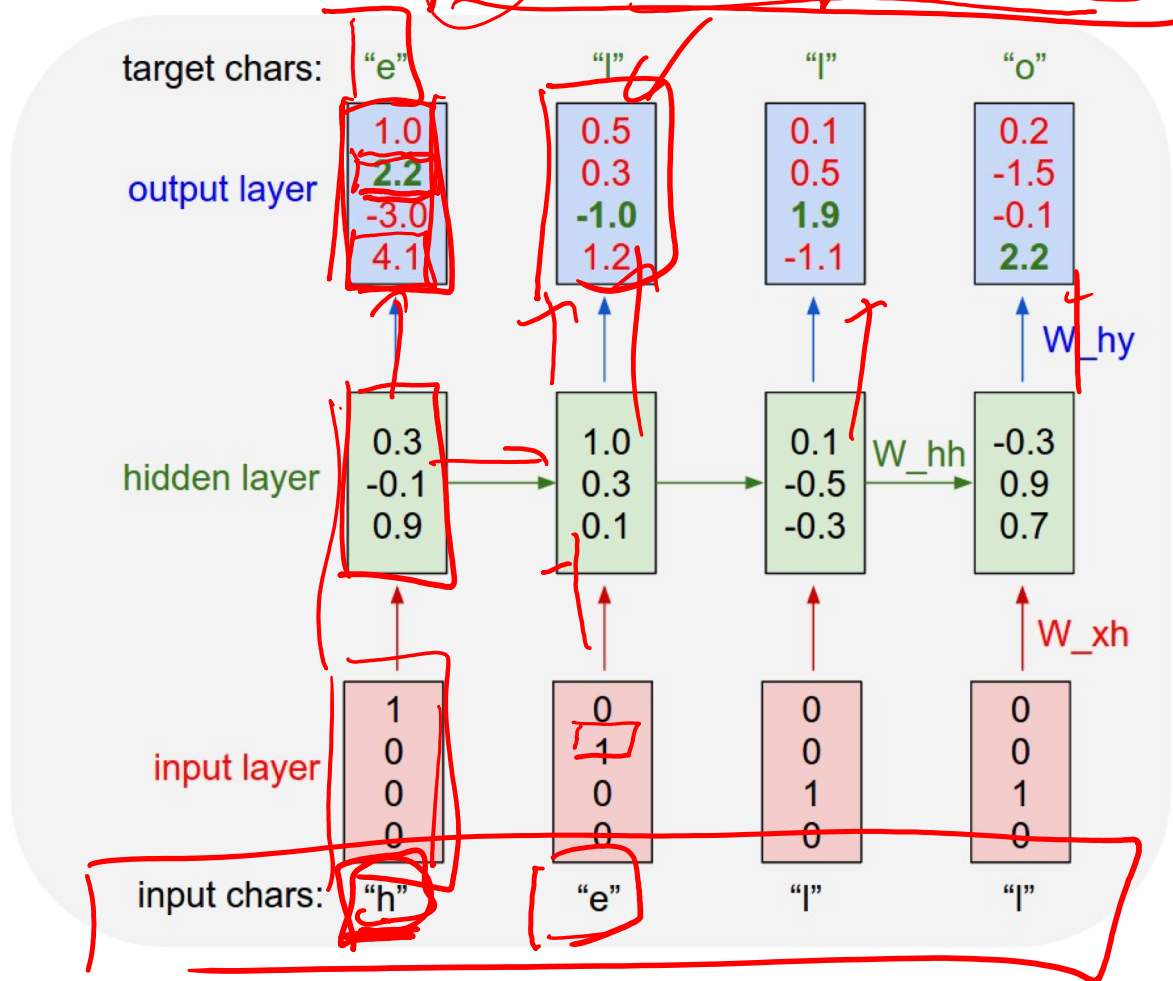 target chars: “e” “l” “l” “o”
1.0 0.5 0.1 0.2
2.2 0.3 0.5 -1.5
output layer
-3.0 -1.0 1.9 -0.1
4.1 1.2 -1.1 2.2
W_hy
0.3 1.0 0.1 -0.3
W_hh
hidden layer -0.1 0.3 -0.5 0.9
0.9 0.1 -0.3 0.7
W_xh
1 0 0 0
0 1 0 0
input layer
0 0 1 1
0 0 0 0
input chars: “h” “e” “l” “l”